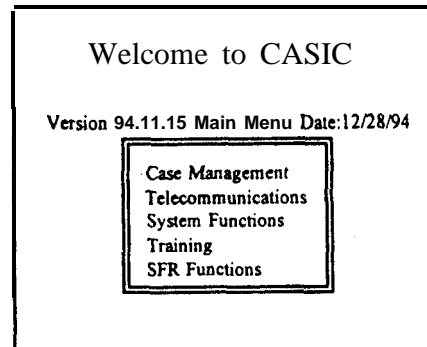 Welcome to CASIC
Version 94.11.15 Main Menu Date:12/28/94
Case Management
Telecommunications
System Functions
Training
SFR Functions